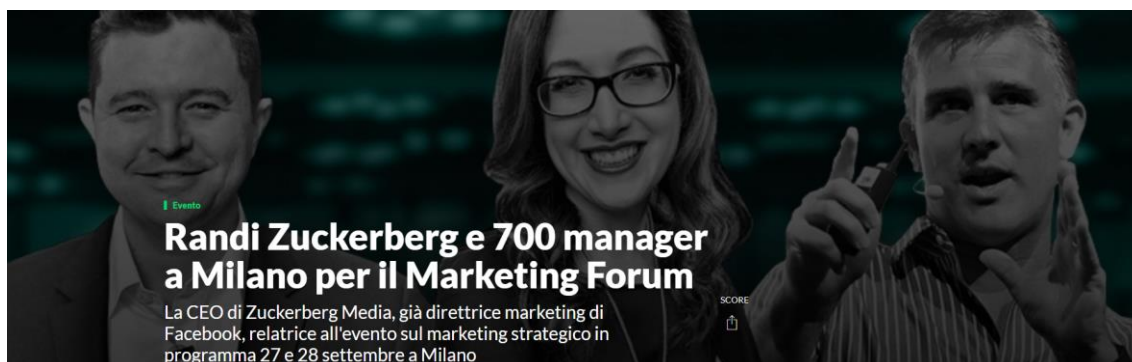 Evento
Randi Zuckerberg e 700 manager
a Milano per il Marketing Forum
SCORE
La CEO di Zuckerberg Media, già direttrice marketing di
Facebook, relatrice all'evento sul marketing strategico in
programma 27 e 28 settembre a Milano